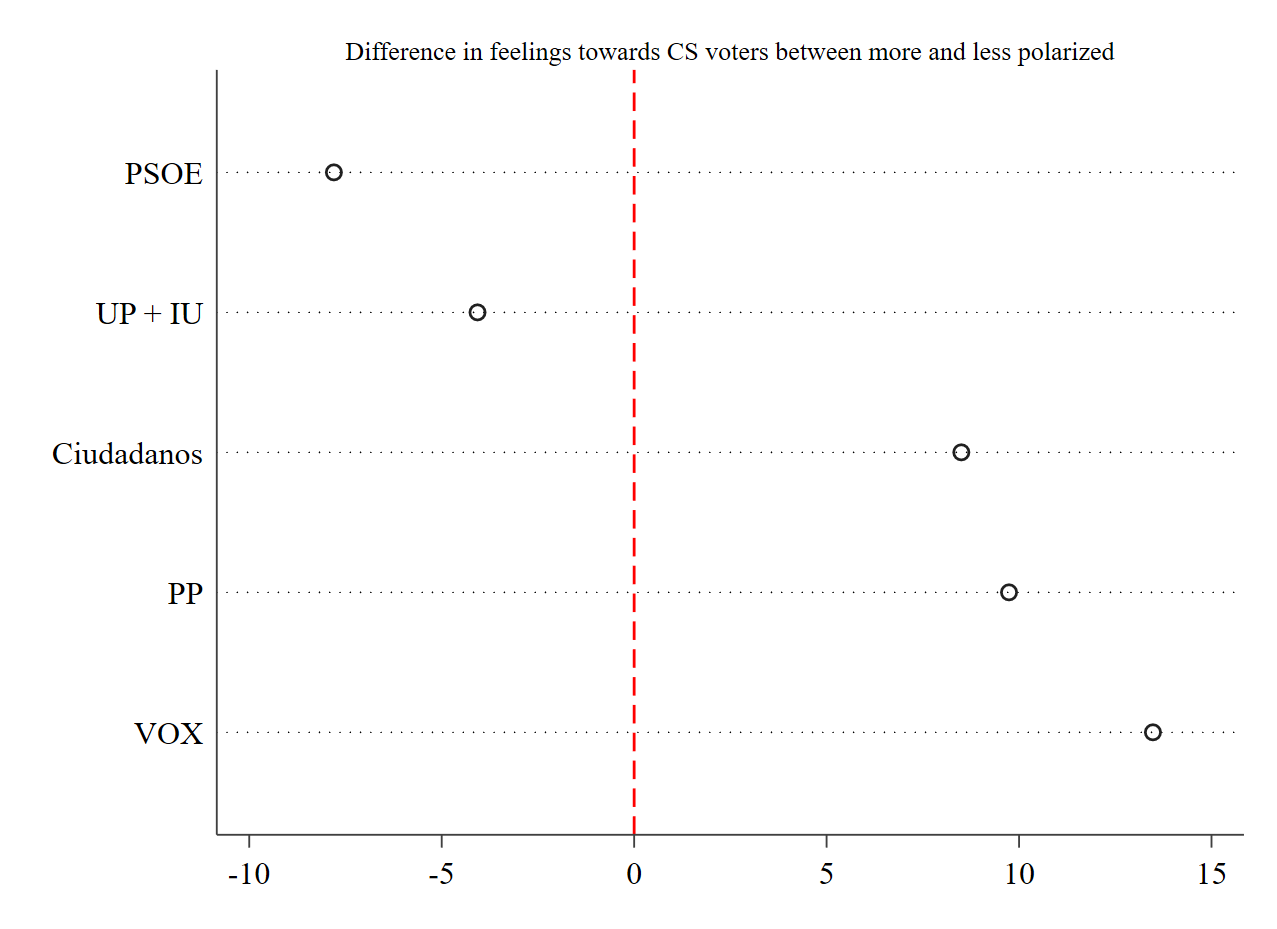 Difference in feelings towards CS voters between more and less polarized
PSOE
UP + IU
Ciudadanos
PP
VOX
-10 -5 0 5 10 15